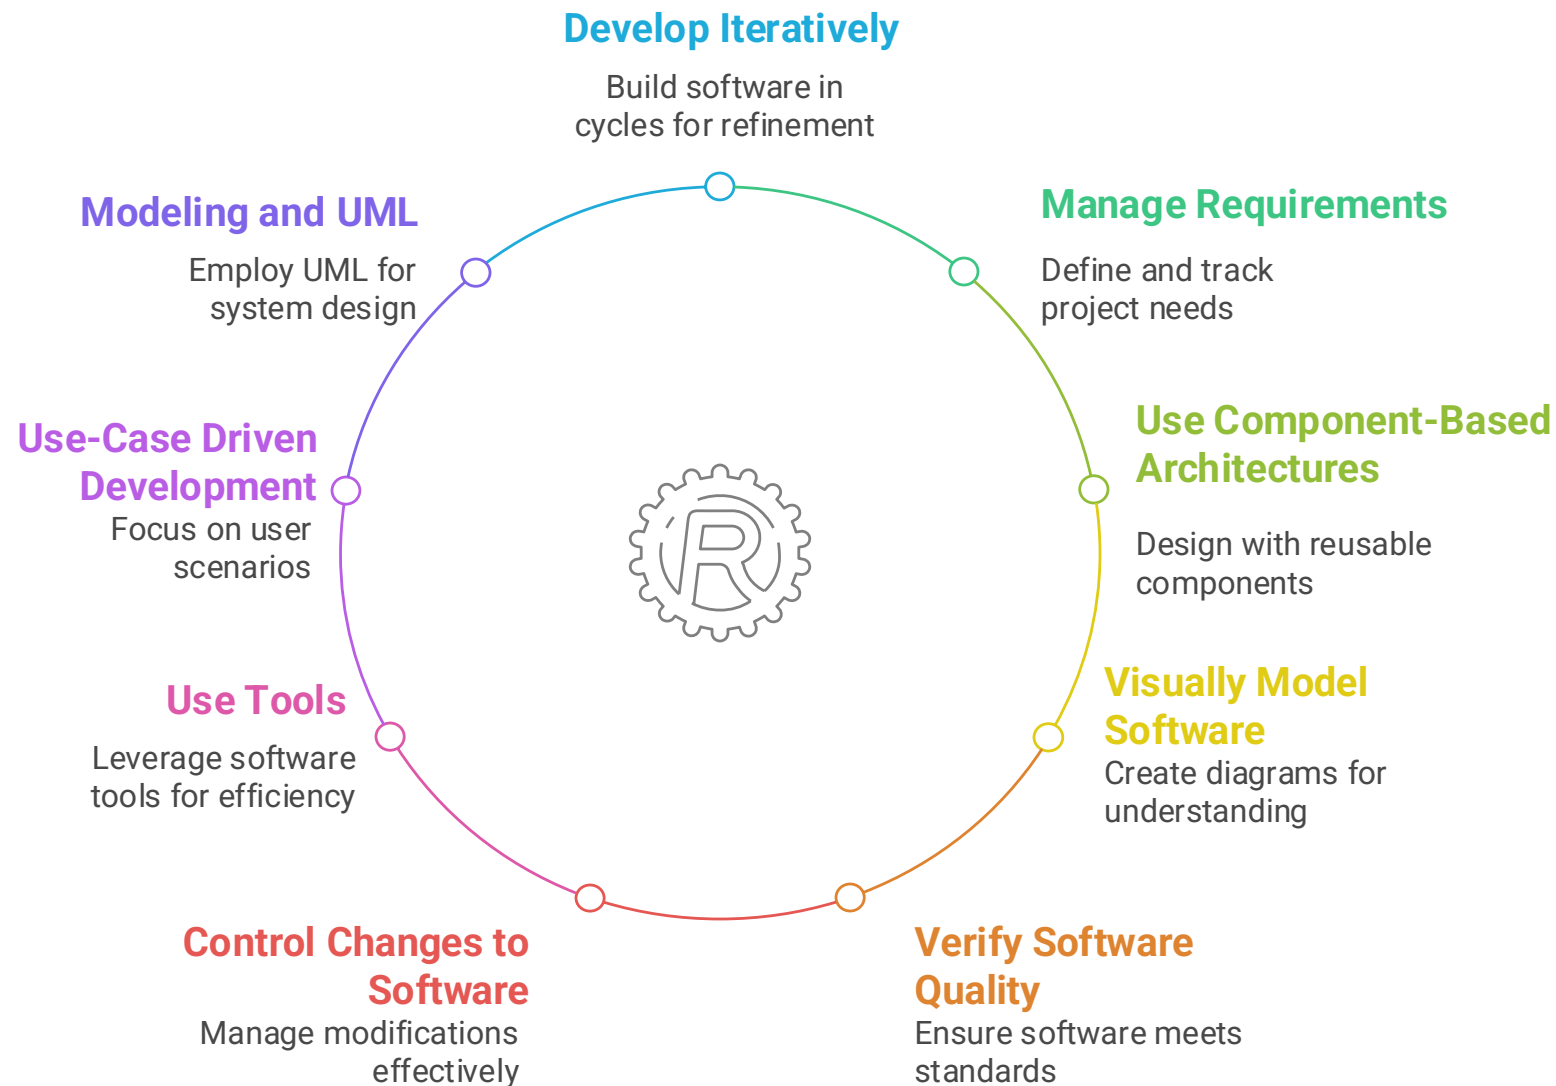 Develop Iteratively
Build software in
cycles for refinement
Manage Requirements
Define and track
project needs
Use Component-Based
Architectures
Design with reusable
components
Visually Model
Software
Create diagrams for
understanding
Verify Software
Quality
Ensure software meets
standards
Control Changes to
Software
Manage modifications
effectively
Use Tools
Leverage software
tools for efficiency
Use-Case Driven
Development
Focus on user
scenarios
Modeling and UML
Employ UML for
system design
R